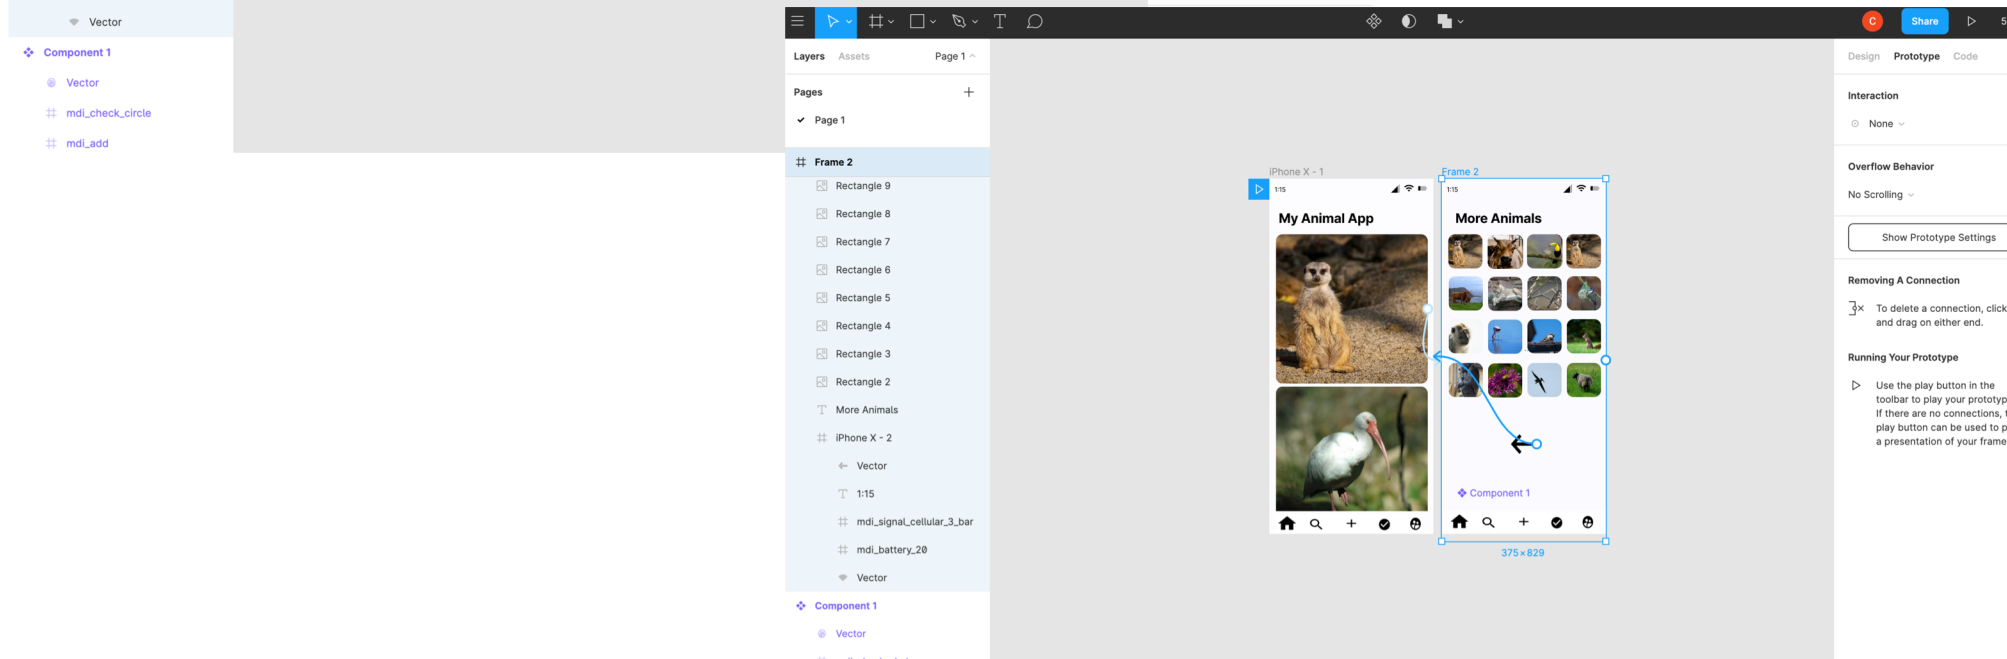 Vector
Component 1
Vector
mdi_check_circle
mdi_add
C
Share
5
Layers
Assets
Page 1
Pages
Page 1
Frame 2
Rectangle 9
Rectangle 8
Rectangle 7
Rectangle 6
Rectangle 5
Rectangle 4
Rectangle 3
Rectangle 2
More Animals
iPhone X - 2
Vector
1:15
mdi_signal_cellular_3_bar
mdi_battery_20
Vector
Component 1
Vector
iPhone X - 1
1:15
My Animal App
Frame 2
1:15
More Animals
Component 1
375×829
Design
Prototype
Code
Interaction
None
Overflow Behavior
No Scrolling
Show Prototype Settings
Removing A Connection
To delete a connection, click
and drag on either end.
Running Your Prototype
Use the play button in the
toolbar to play your prototyp
If there are no connections, t
play button can be used to p
a presentation of your frame